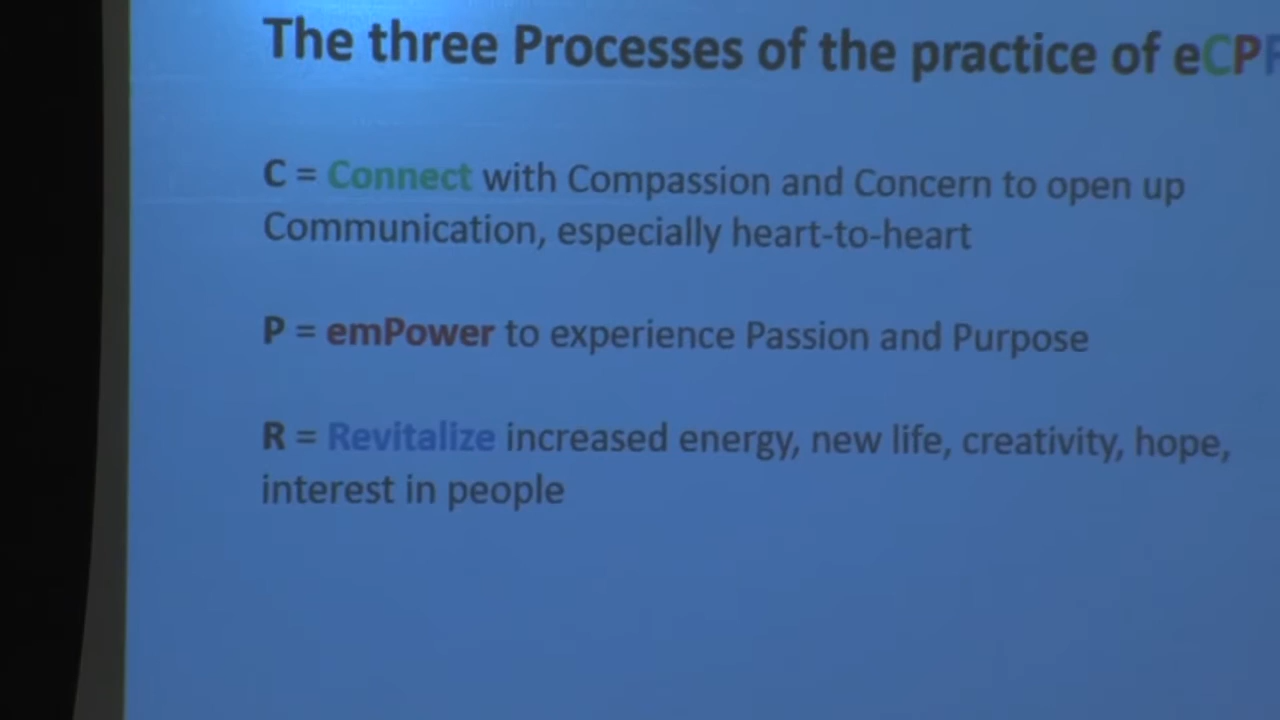 The three Processes of the practice of eCPR
C = Connect with Compassion and Concern to open up
Communication, especially heart-to-heart
P = emPower to experience Passion and Purpose
R = Revitalize increased energy, new life, creativity, hope,
interest in people